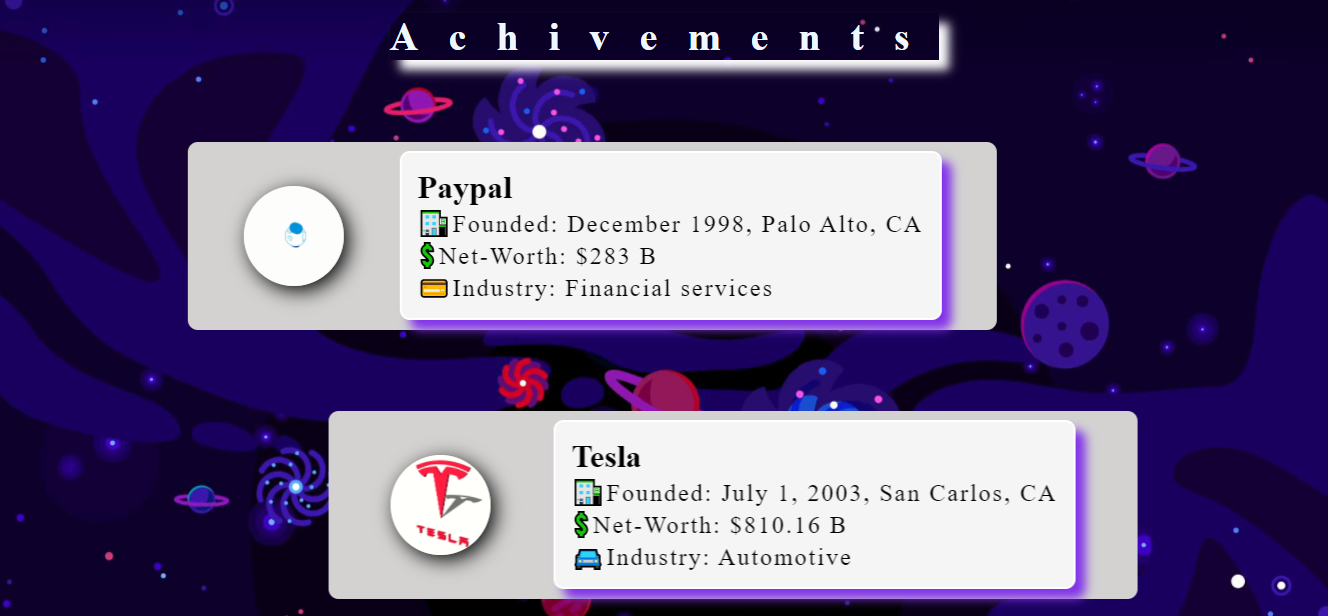 Achivements
Paypal
Founded: December 1998, Palo Alto, CA
Net-Worth: $283 B
Industry: Financial services
TESLA
Tesla
Founded: July 1, 2003, San Carlos, CA
Net-Worth: $810.16 B
Industry: Automotive